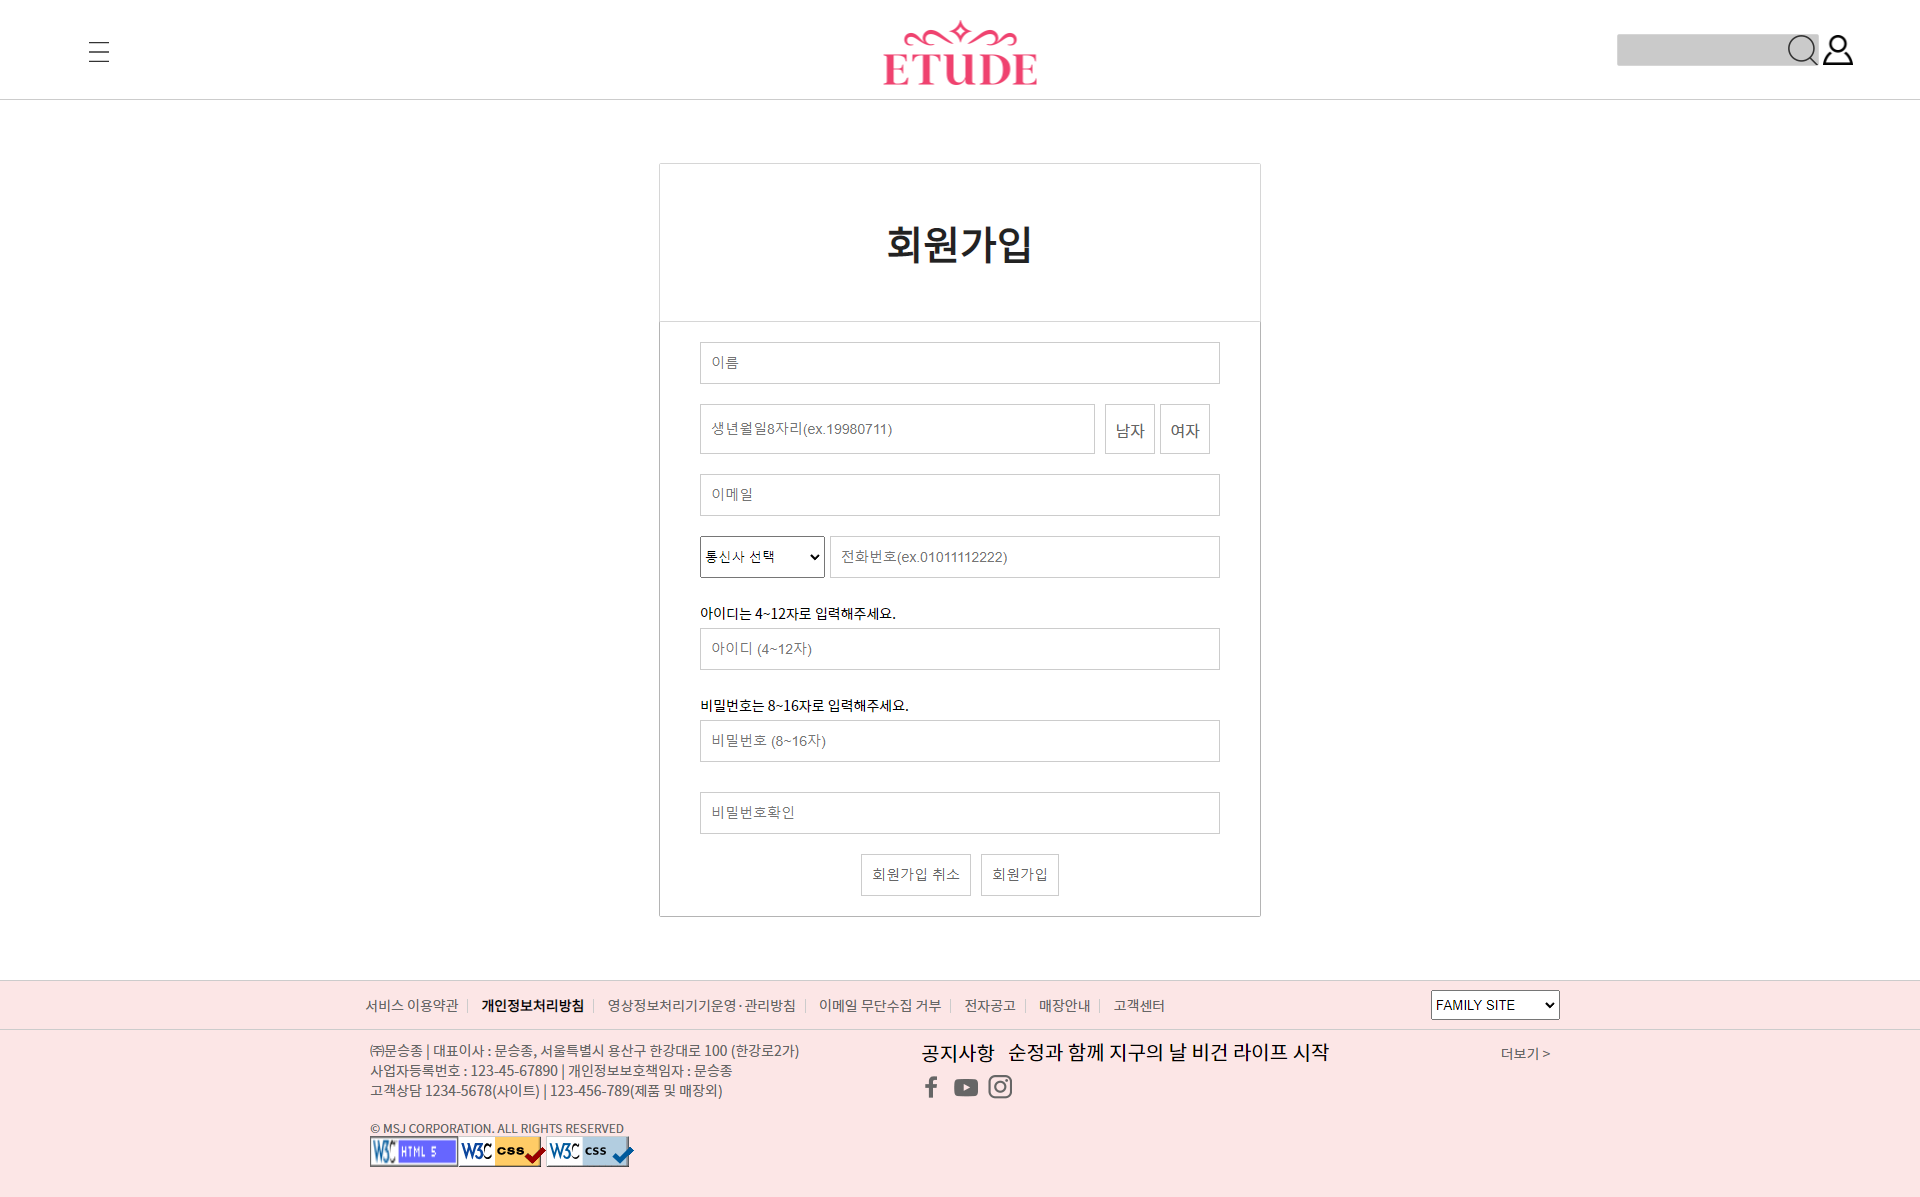 ETUDE
회원가입
이름
생년월일8자리(ex.19980711)
남자
여자
이메일
통신사 선택
전화번호(ex.01011112222)
아이디는 4~12자로 입력해주세요.
아이디 (4~12자)
비밀번호는 8~16자로 입력해주세요.
비밀번호 (8~16자)
비밀번호확인
회원가입 취소
회원가입
서비스 이용약관
개인정보처리방침
영상정보처리기기운영·관리방침
이메일 무단수집 거부
전자공고
매장안내
고객센터
FAMILY SITE
㈜문승종 | 대표이사 : 문승종, 서울특별시 용산구 한강대로 100 (한강로2가)
사업자등록번호 : 123-45-67890 | 개인정보보호책임자 : 문승종
고객상담 1234-5678(사이트) | 123-456-789(제품 및 매장외)
공지사항
순정과 함께 지구의 날 비건 라이프 시작
더보기 >
© MSJ CORPORATION. ALL RIGHTS RESERVED
W3C HTML 5
W3C css
W3C css